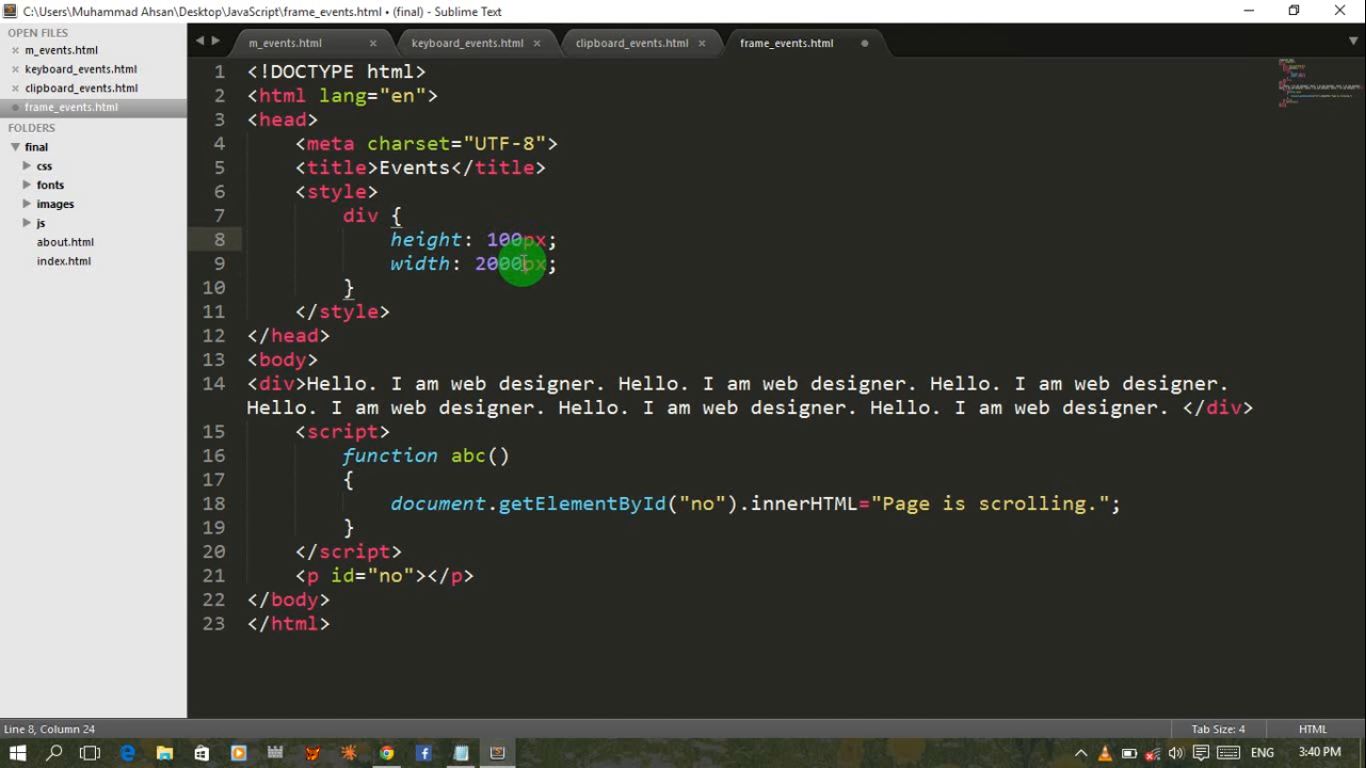 C:\Users\Muhammad Ahsan\Desktop\JavaScript\frame_events.html • (final) - Sublime Text
OPEN FILES
m_events.html
keyboard_events.html
clipboard_events.html
frame_events.html
FOLDERS
final
css
fonts
images
js
about.html
index.html
m_events.html keyboard_events.html clipboard_events.html frame_events.html
1 <!DOCTYPE html>
2 <html lang="en">
3 <head>
4 <meta charset="UTF-8">
5 <title>Events</title>
6 <style>
7 div {
8 height: 100px;
9 width: 2000px;
10 }
11 </style>
12 </head>
13 <body>
14 <div>Hello. I am web designer. Hello. I am web designer. Hello. I am web designer.
Hello. I am web designer. Hello. I am web designer. Hello. I am web designer. </div>
15 <script>
16 function abc()
17 {
18 document.getElementById("no").innerHTML="Page is scrolling.";
19 }
20 </script>
21 <p id="no"></p>
22 </body>
23 </html>
Line 8, Column 24 Tab Size: 4 HTML
ENG 3:40 PM